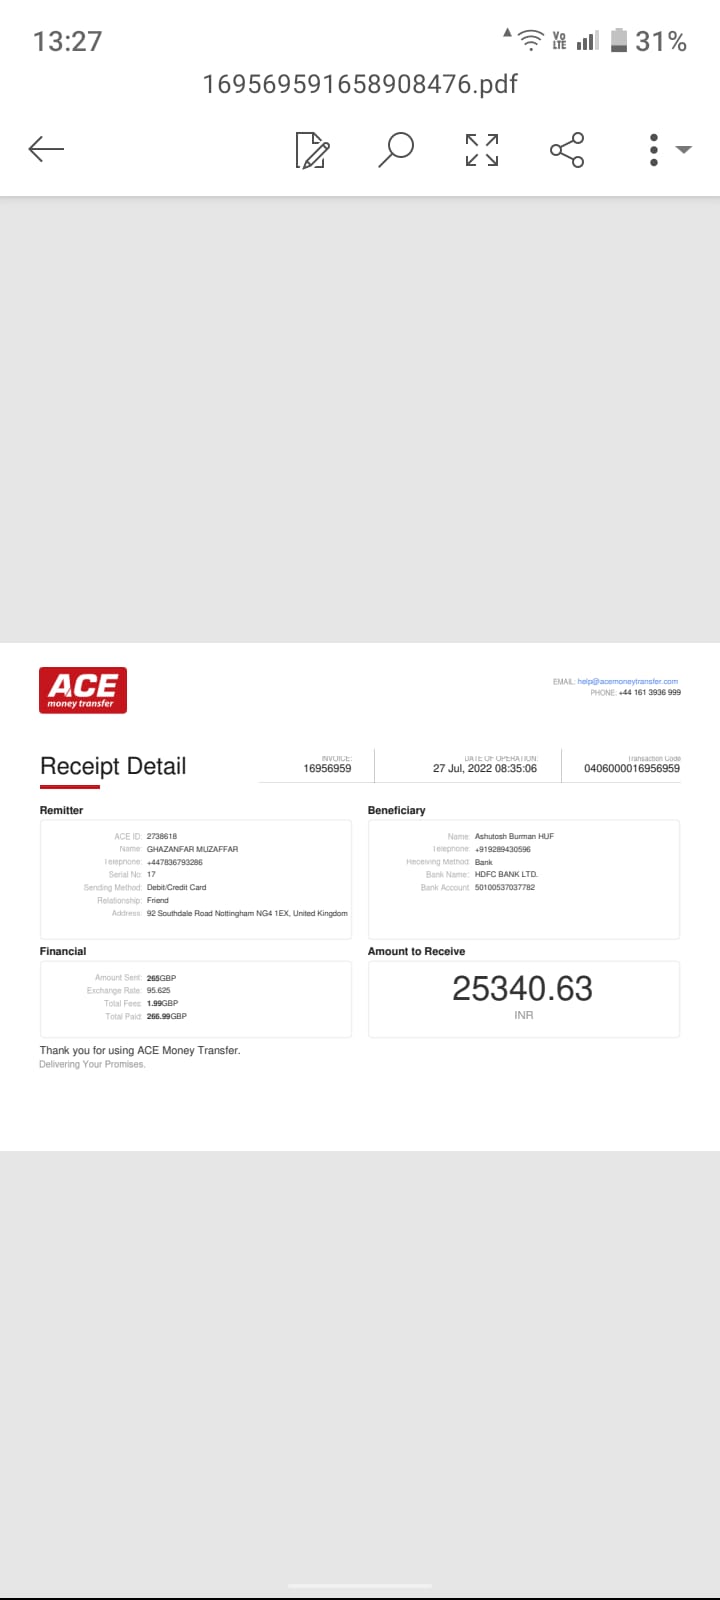 13:27
Vo LTE 31%
169569591658908476.pdf
ACE
money transfer
EMAIL: help@acemoneytransfer.com
PHONE: +44 161 3936 999
Receipt Detail
INVOICE:
16956959
DATE OF OPERATION:
27 Jul, 2022 08:35:06
Transaction Code
0406000016956959
Remitter
ACE ID: 2738618
Name: GHAZANFAR MUZAFFAR
Telephone: +447836793286
Serial No: 17
Sending Method: Debit/Credit Card
Relationship: Friend
Address: 92 Southdale Road Nottingham NG4 1EX, United Kingdom
Beneficiary
Name: Ashutosh Burman HUF
Telephone: +919289430596
Receiving Method: Bank
Bank Name: HDFC BANK LTD.
Bank Account: 50100537037782
Financial
Amount Sent: 265GBP
Exchange Rate: 95.625
Total Fees: 1.99GBP
Total Paid: 266.99GBP
Amount to Receive
25340.63
INR
Thank you for using ACE Money Transfer.
Delivering Your Promises.